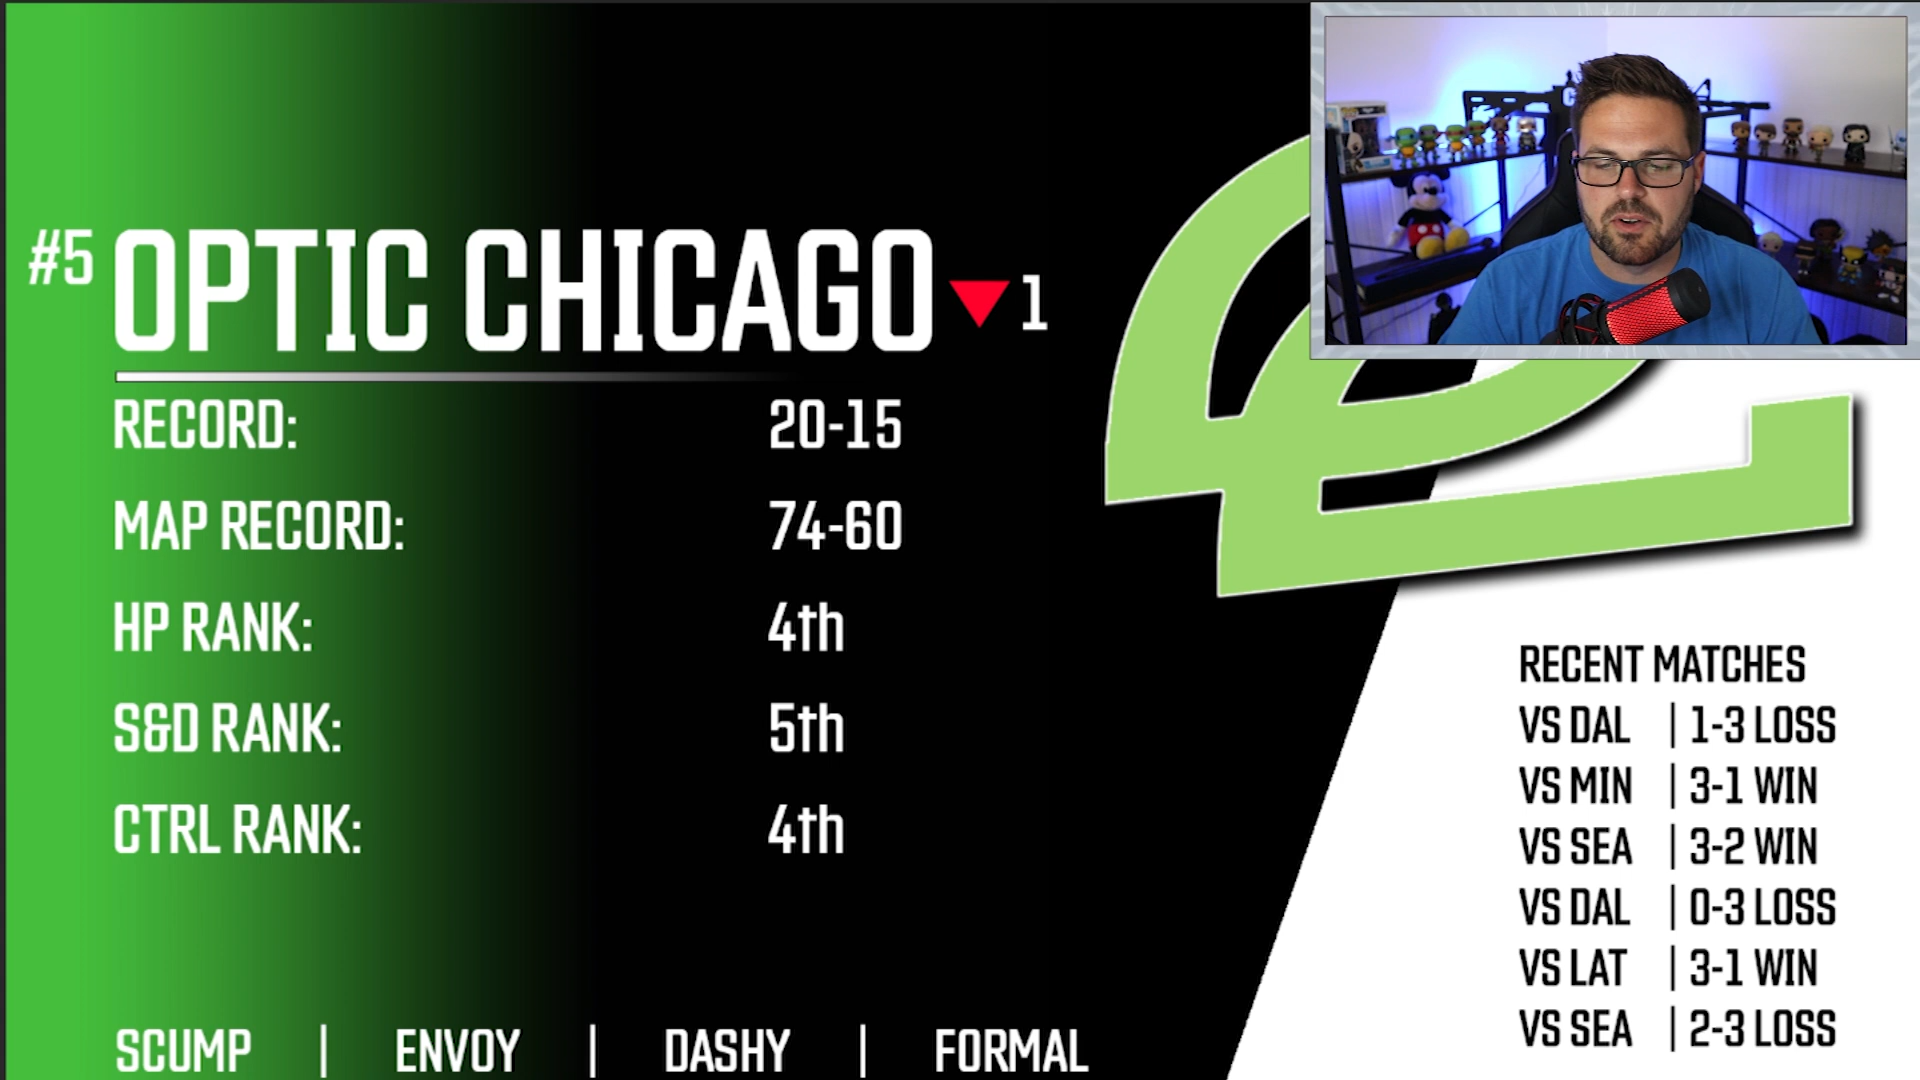 #5 OPTIC CHICAGO 1
RECORD: 20-15
MAP RECORD: 74-60
HP RANK: 4th
S&D RANK: 5th
CTRL RANK: 4th
SCUMP | ENVOY | DASHY | FORMAL
RECENT MATCHES
VS DAL | 1-3 LOSS
VS MIN | 3-1 WIN
VS SEA | 3-2 WIN
VS DAL | 0-3 LOSS
VS LAT | 3-1 WIN
VS SEA | 2-3 LOSS